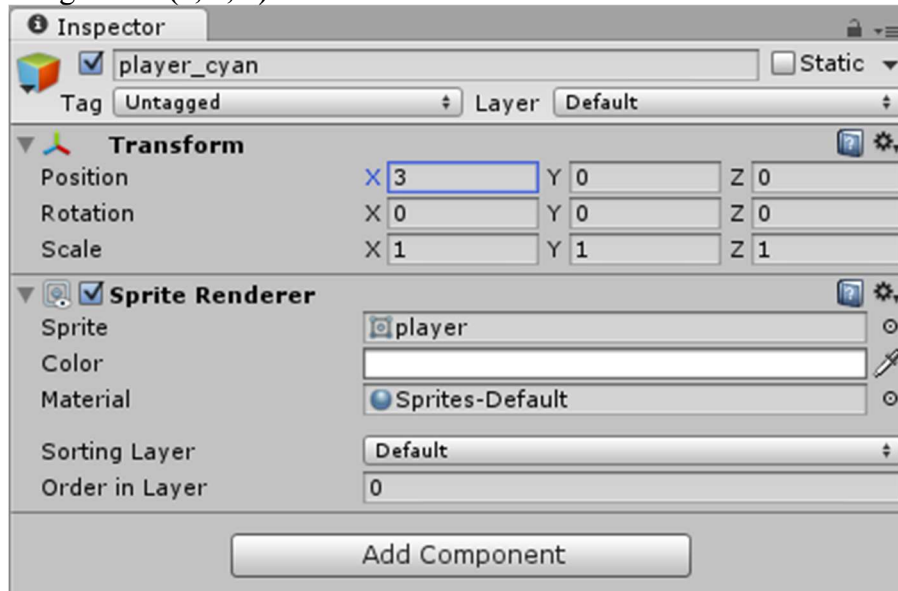 Inspector
player_cyan Static
Tag Untagged Layer Default
Transform
Position X 3 Y 0 Z 0
Rotation X 0 Y 0 Z 0
Scale X 1 Y 1 Z 1
Sprite Renderer
Sprite player
Color
Material Sprites-Default
Sorting Layer Default
Order in Layer 0
Add Component